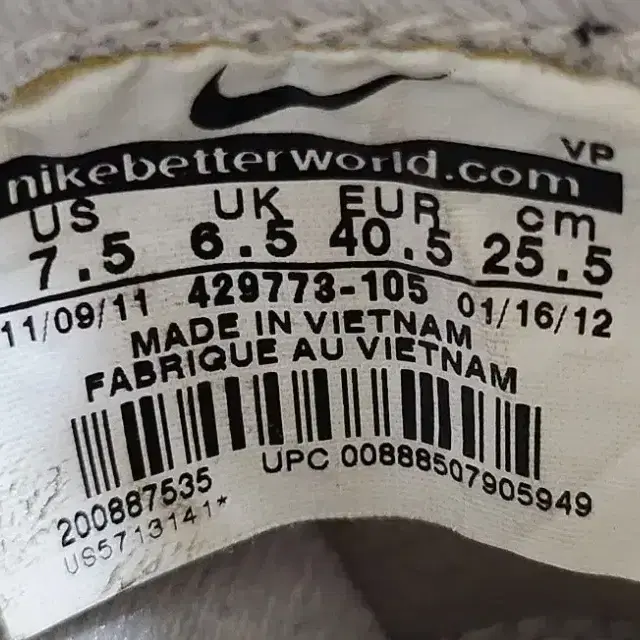 VP
nikebetterworld.com
US UK EUR cm
7.5 6.5 40.5 25.5
11/09/11 429773-105 01/16/12
MADE IN VIETNAM
FABRIQUE AU VIETNAM
UPC 00888507905949
200887535
US5713141*